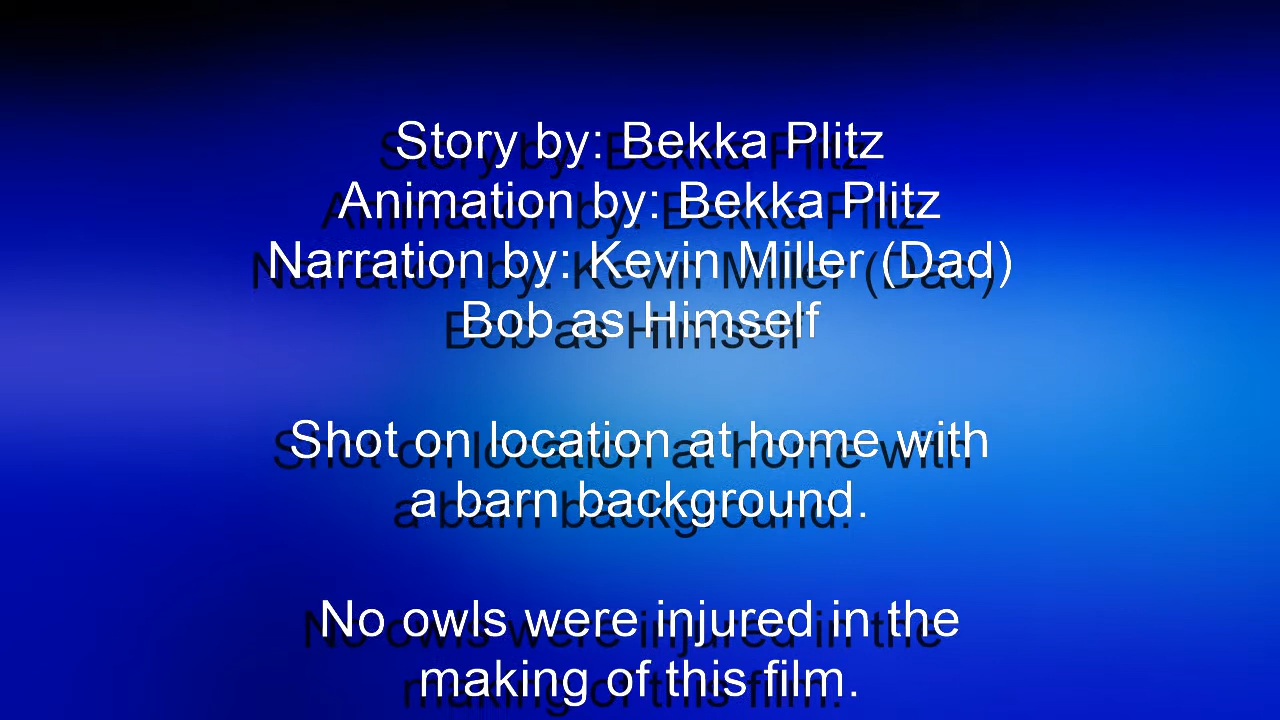 Story by: Bekka Plitz
Animation by: Bekka Plitz
Narration by: Kevin Miller (Dad)
Bob as Himself
Shot on location at home with
a barn background.
No owls were injured in the
making of this film.